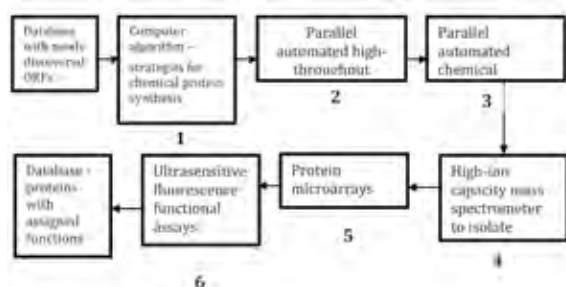 Database
with newly
discovered
ORFs
Computer
algorithm –
strategies for
chemical protein
synthesis
1
Parallel
automated high-
throughout
2
Parallel
automated
chemical
3
Database -
proteins
with
assigned
functions
Ultrasensitive
fluorescence
functional
assays
6
Protein
microarrays
5
High-ion
capacity mass
spectrometer
to isolate
4